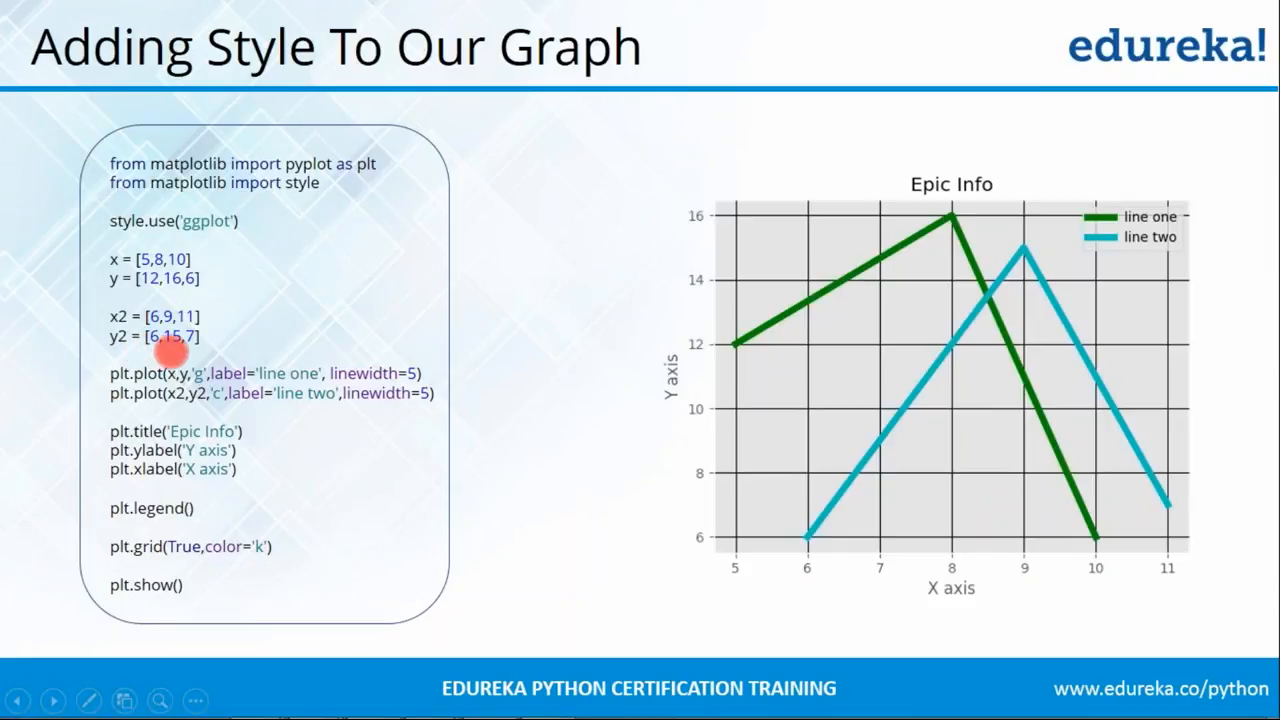 Adding Style To Our Graph
edureka!
from matplotlib import pyplot as plt
from matplotlib import style
style.use('ggplot')
x = [5,8,10]
y = [12,16,6]
x2 = [6,9,11]
y2 = [6,15,7]
plt.plot(x,y,'g',label='line one', linewidth=5)
plt.plot(x2,y2,'c',label='line two',linewidth=5)
plt.title('Epic Info')
plt.ylabel('Y axis')
plt.xlabel('X axis')
plt.legend()
plt.grid(True,color='k')
plt.show()
Epic Info
line one
line two
16
14
12
10
8
6
Y axis
5 6 7 8 9 10 11
X axis
EDUREKA PYTHON CERTIFICATION TRAINING
www.edureka.co/python